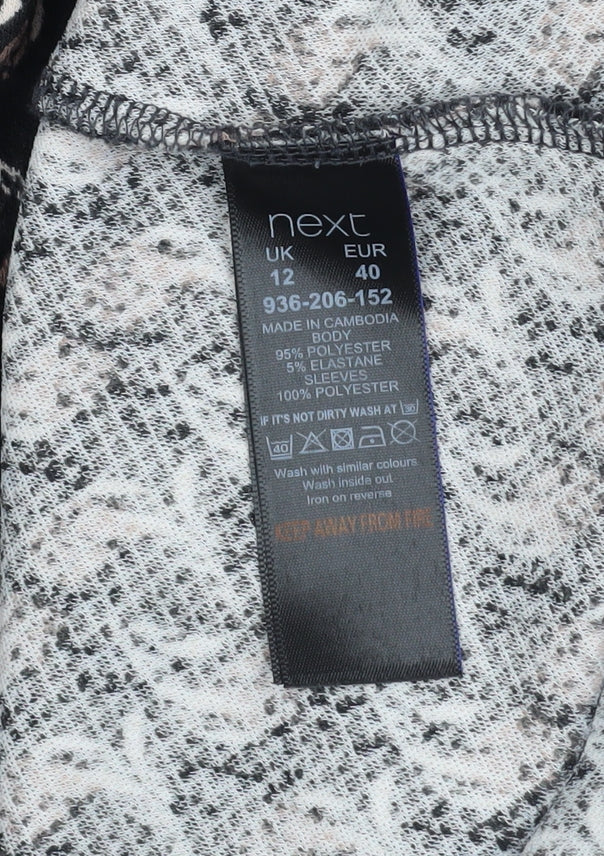 next
UK EUR
12 40
936-206-152
MADE IN CAMBODIA
BODY
95% POLYESTER
5% ELASTANE
SLEEVES
100% POLYESTER
IF IT'S NOT DIRTY WASH AT 30
40
Wash with similar colours
Wash inside out
Iron on reverse
KEEP AWAY FROM FIRE